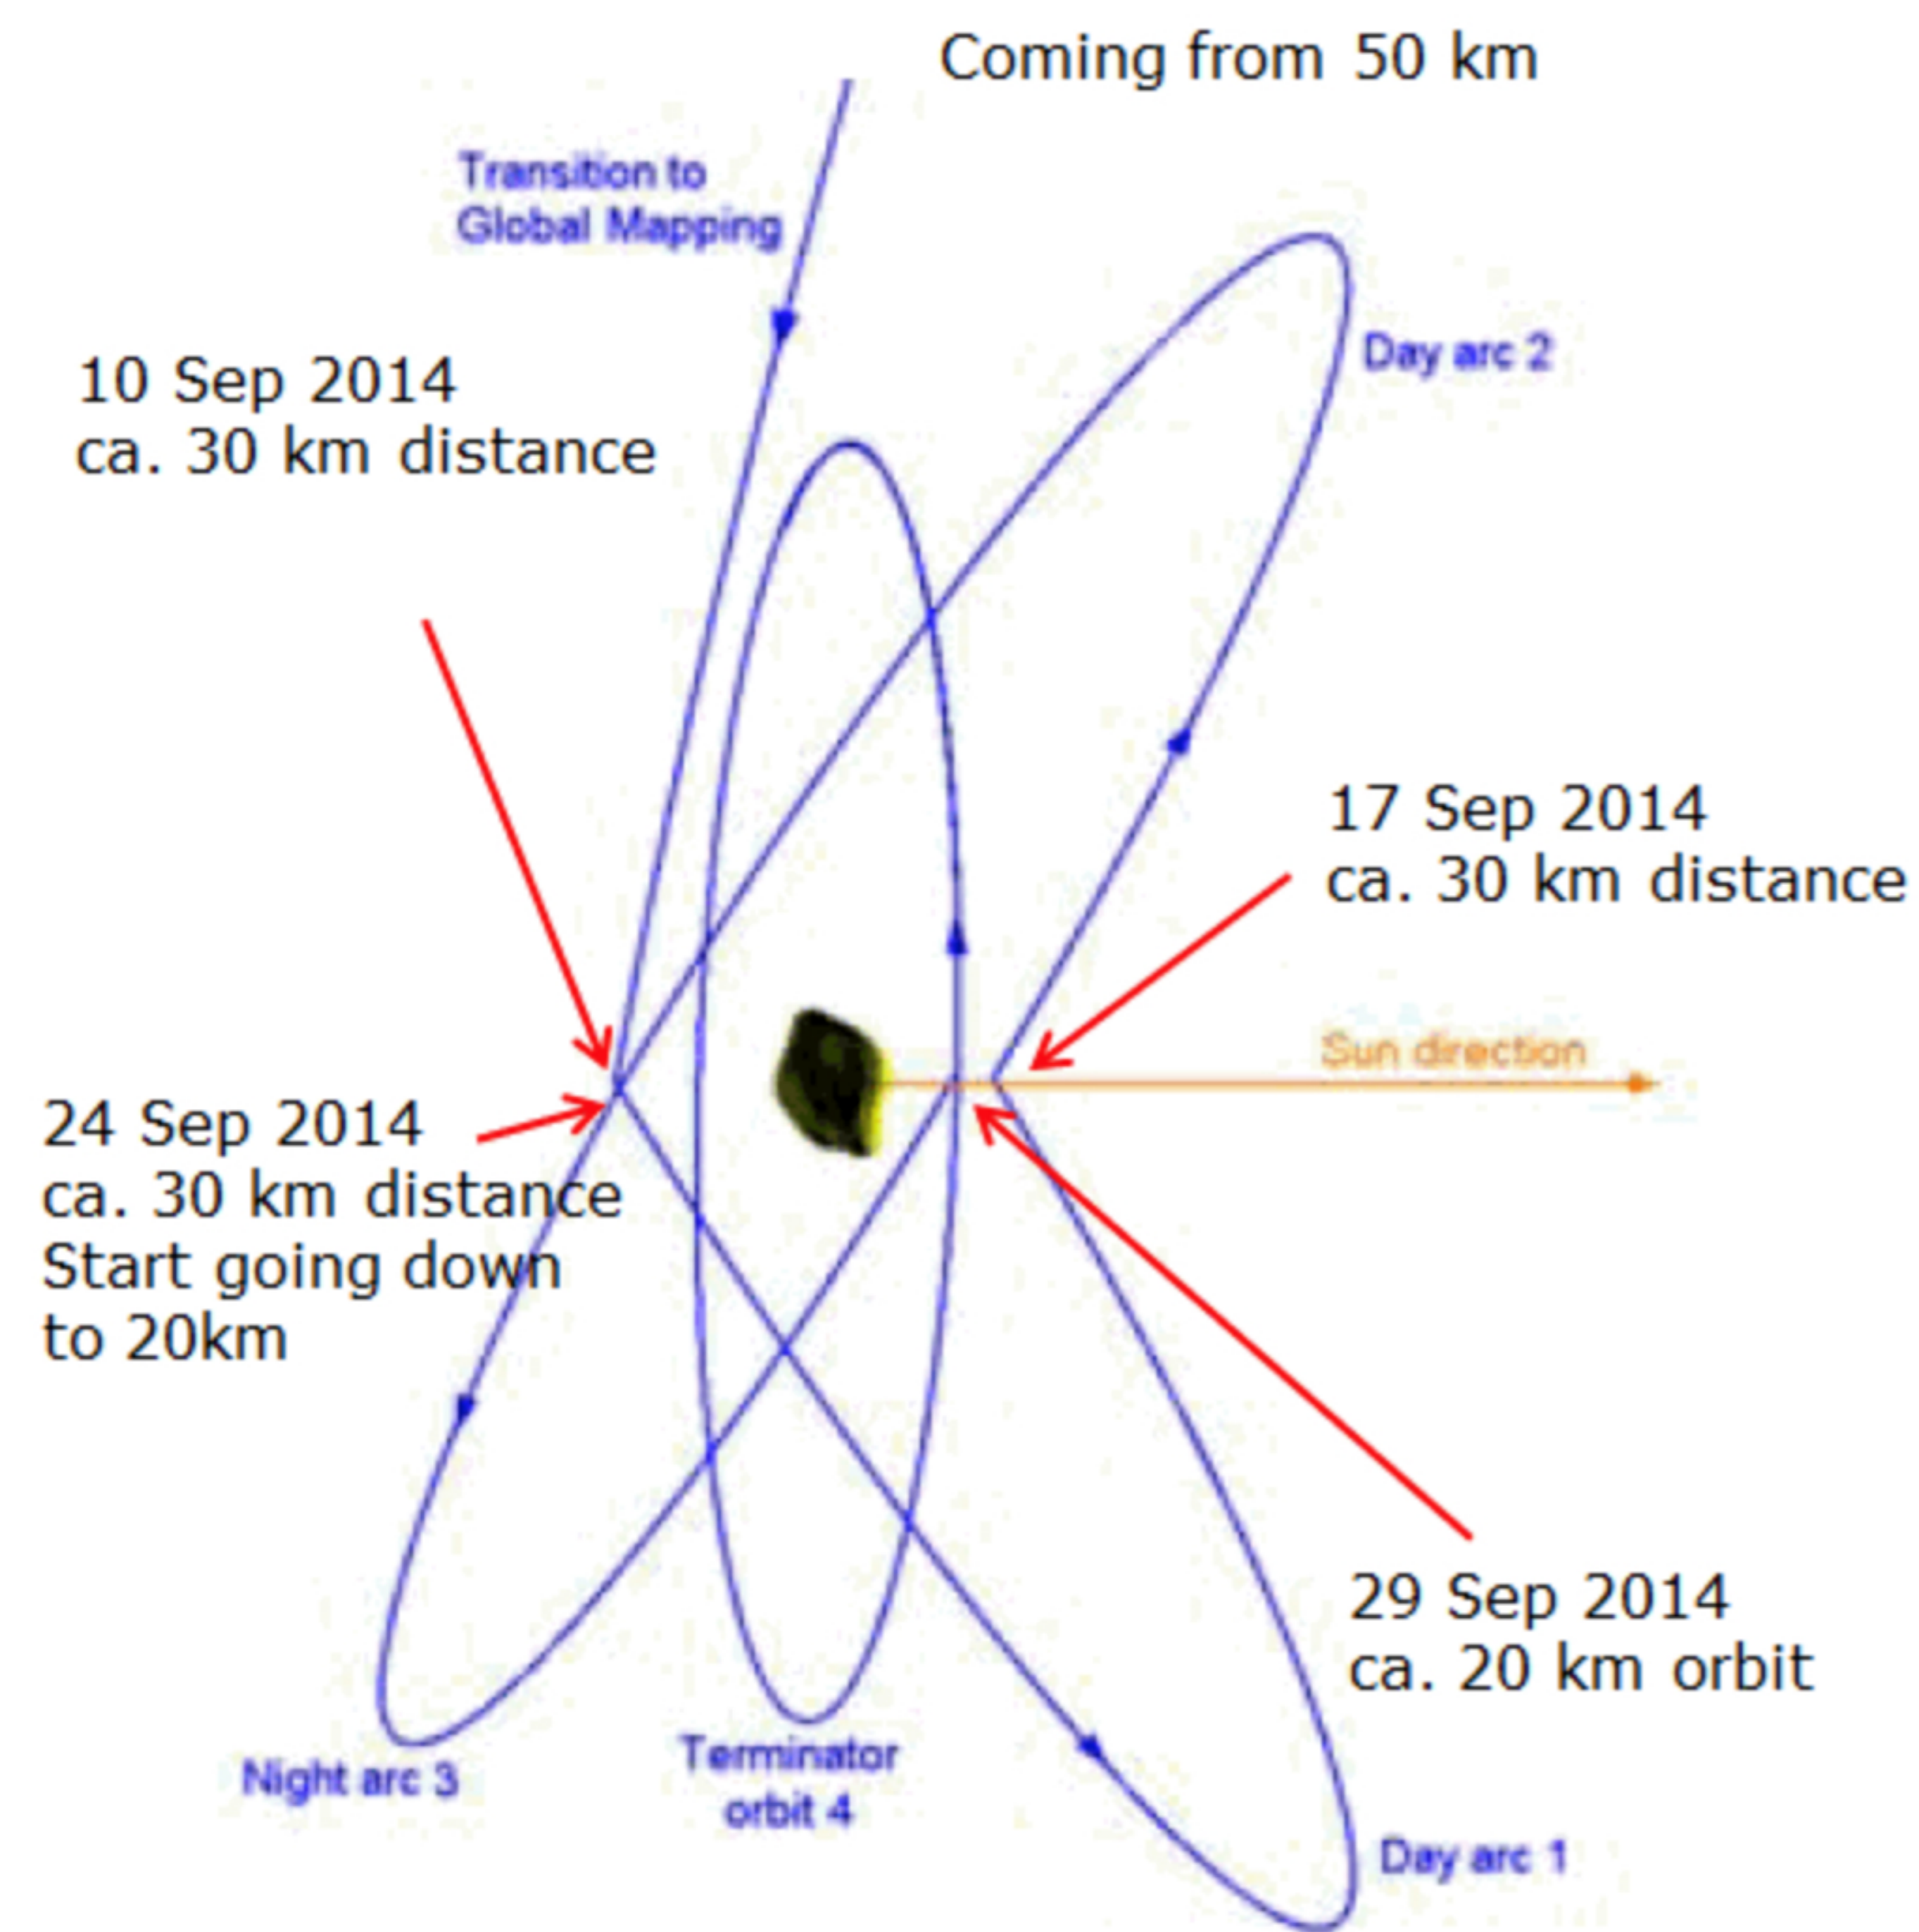 Coming from 50 km
Transition to
Global Mapping
Day arc 2
10 Sep 2014
ca. 30 km distance
17 Sep 2014
ca. 30 km distance
Sun direction
24 Sep 2014
ca. 30 km distance
Start going down
to 20km
29 Sep 2014
ca. 20 km orbit
Night arc 3
Terminator
orbit 4
Day arc 1